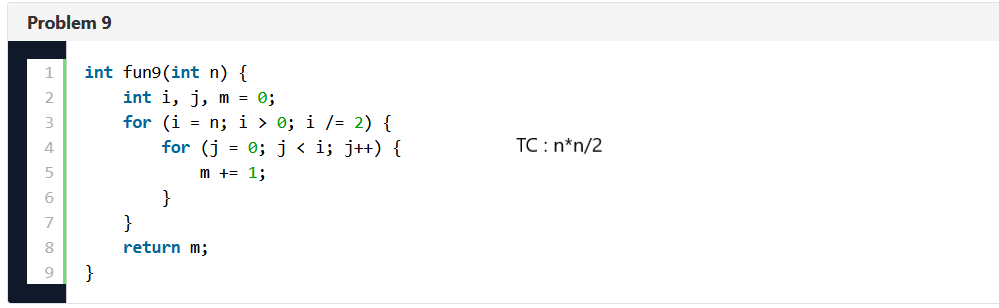 Problem 9
1 int fun9(int n) {
2     int i, j, m = 0;
3     for (i = n; i > 0; i /= 2) {
4         for (j = 0; j < i; j++) {     TC : n*n/2
5             m += 1;
6         }
7     }
8     return m;
9 }